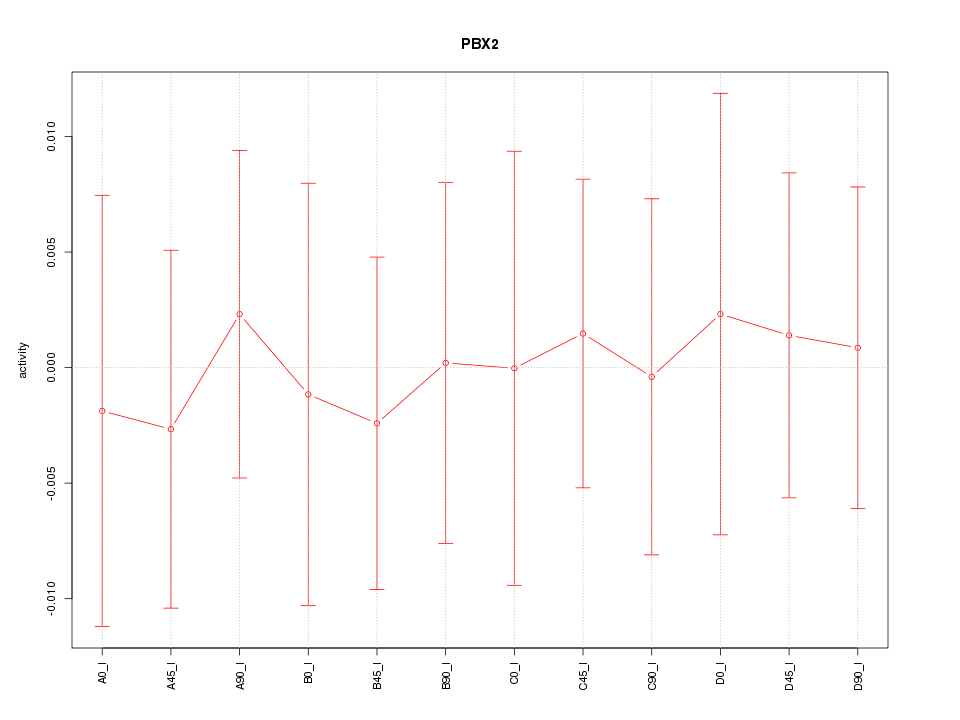 PBX2
activity
0.010
0.005
0.000
-0.005
-0.010
A0_I
A45_I
A90_I
B0_I
B45_I
B90_I
C0_I
C45_I
C90_I
D0_I
D45_I
D90_I